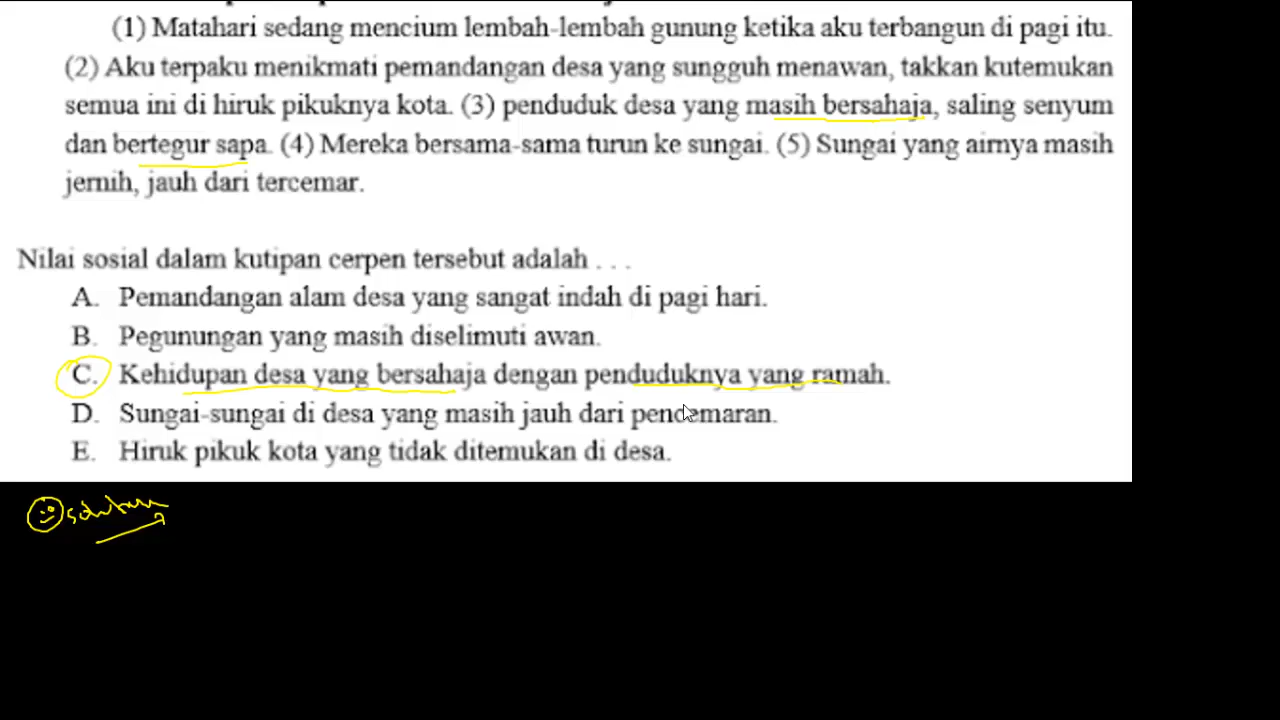 (1) Matahari sedang mencium lembah-lembah gunung ketika aku terbangun di pagi itu.
(2) Aku terpaku menikmati pemandangan desa yang sungguh menawan, takkan kutemukan
semua ini di hiruk pikuknya kota. (3) penduduk desa yang masih bersahaja, saling senyum
dan bertegur sapa. (4) Mereka bersama-sama turun ke sungai. (5) Sungai yang airnya masih
jernih, jauh dari tercemar.
Nilai sosial dalam kutipan cerpen tersebut adalah . . .
A. Pemandangan alam desa yang sangat indah di pagi hari.
B. Pegunungan yang masih diselimuti awan.
C. Kehidupan desa yang bersahaja dengan penduduknya yang ramah.
D. Sungai-sungai di desa yang masih jauh dari pencemaran.
E. Hiruk pikuk kota yang tidak ditemukan di desa.